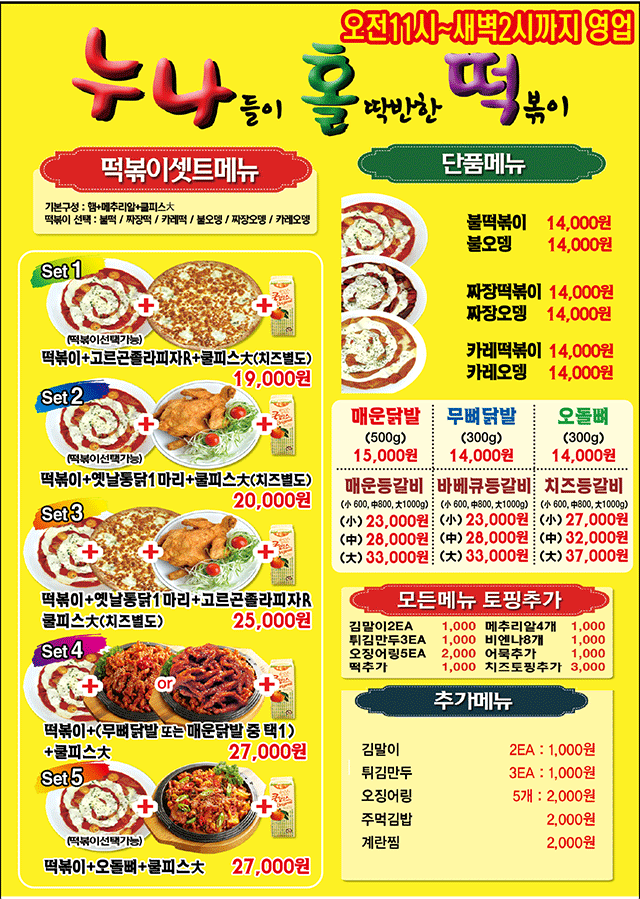 오전11시~새벽2시까지 영업
누나들이 홀딱반한 떡볶이
떡볶이셋트메뉴
기본구성 : 햄+메추리알+쿨피스大
떡볶이 선택 : 불떡 / 짜장떡 / 카레떡 / 불오뎅 / 짜장오뎅 / 카레오뎅
Set 1
(떡볶이선택가능)
떡볶이+고르곤졸라피자R+쿨피스大(치즈별도)
19,000원
Set 2
(떡볶이선택가능)
떡볶이+옛날통닭1마리+쿨피스大(치즈별도)
20,000원
Set 3
떡볶이+옛날통닭1마리+고르곤졸라피자R
쿨피스大(치즈별도) 25,000원
Set 4
or
떡볶이+(무뼈닭발 또는 매운닭발 중 택1)
+쿨피스大 27,000원
Set 5
(떡볶이선택가능)
떡볶이+오돌뼈+쿨피스大 27,000원
단품메뉴
불떡볶이 14,000원
불오뎅 14,000원
짜장떡볶이 14,000원
짜장오뎅 14,000원
카레떡볶이 14,000원
카레오뎅 14,000원
매운닭발 무뼈닭발 오돌뼈
(500g) (300g) (300g)
15,000원 14,000원 14,000원
매운등갈비 바베큐등갈비 치즈등갈비
(小 600, 中800, 大1000g) (小 600, 中800, 大1000g) (小 600, 中800, 大1000g)
(小) 23,000원 (小) 23,000원 (小) 27,000원
(中) 28,000원 (中) 28,000원 (中) 32,000원
(大) 33,000원 (大) 33,000원 (大) 37,000원
모든메뉴 토핑추가
김말이2EA 1,000 메추리알4개 1,000
튀김만두3EA 1,000 비엔나8개 1,000
오징어링5EA 2,000 어묵추가 1,000
떡추가 1,000 치즈토핑추가 3,000
추가메뉴
김말이 2EA : 1,000원
튀김만두 3EA : 1,000원
오징어링 5개 : 2,000원
주먹김밥 2,000원
계란찜 2,000원